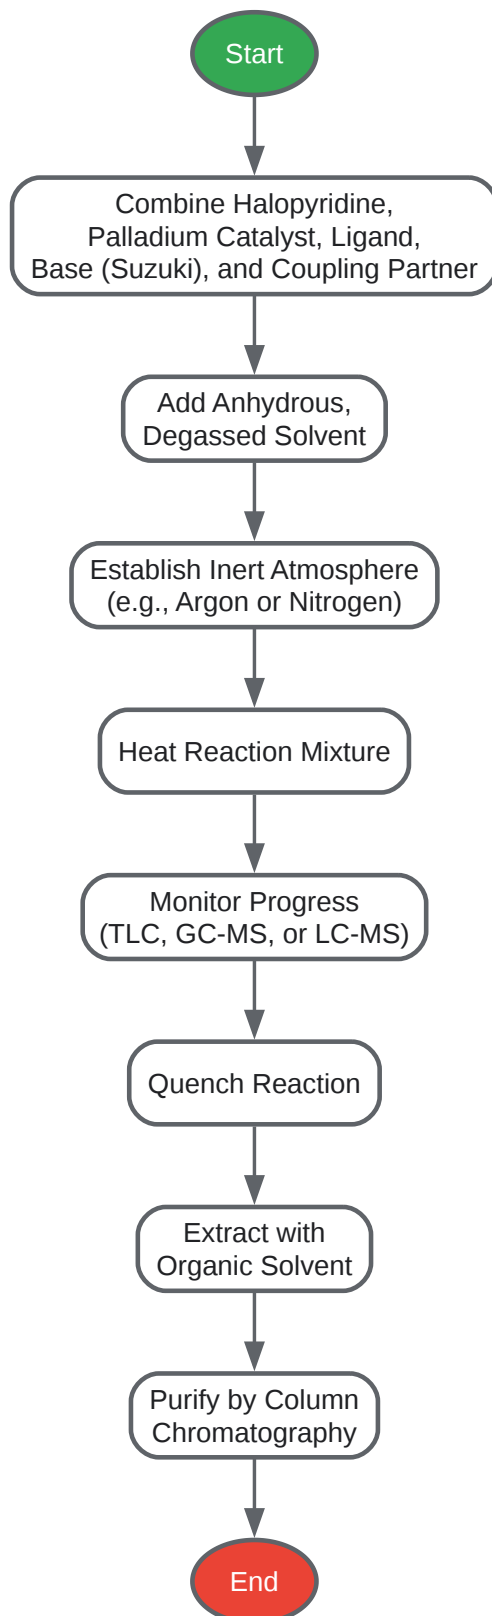 Start
Combine Halopyridine,
Palladium Catalyst, Ligand,
Base (Suzuki), and Coupling Partner
Add Anhydrous,
Degassed Solvent
Establish Inert Atmosphere
(e.g., Argon or Nitrogen)
Heat Reaction Mixture
Monitor Progress
(TLC, GC-MS, or LC-MS)
Quench Reaction
Extract with
Organic Solvent
Purify by Column
Chromatography
End